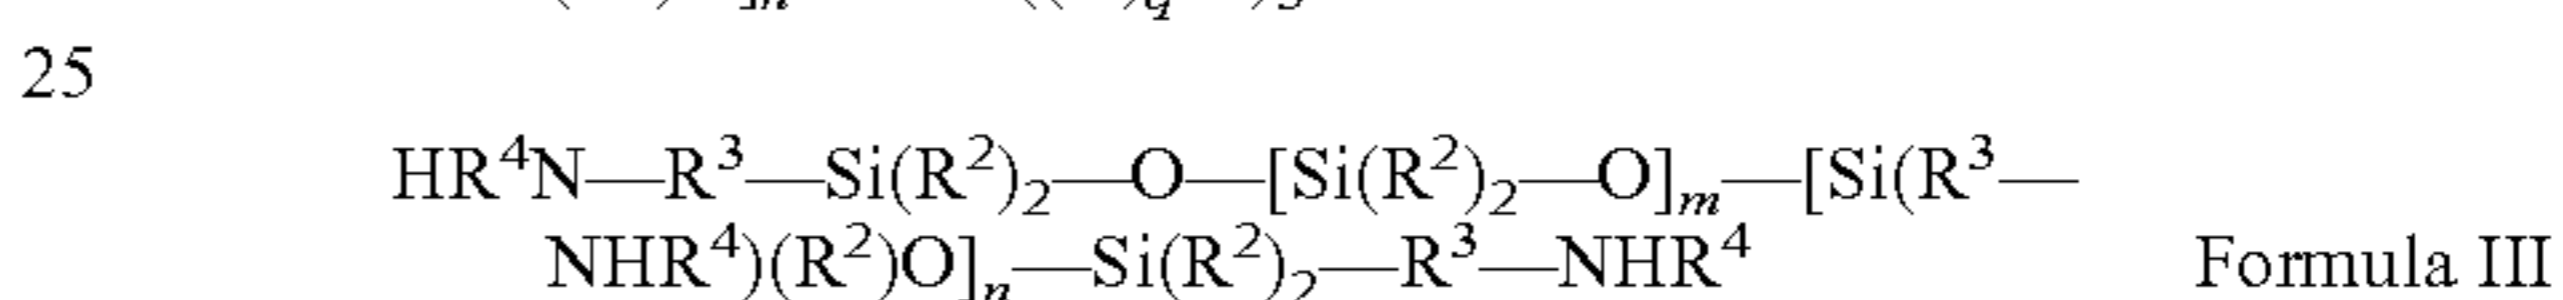 25
HR⁴N—R³—Si(R²)₂—O—[Si(R²)₂—O]ₘ—[Si(R³—
NHR⁴)(R²)O]ₙ—Si(R²)₂—R³—NHR⁴ Formula III